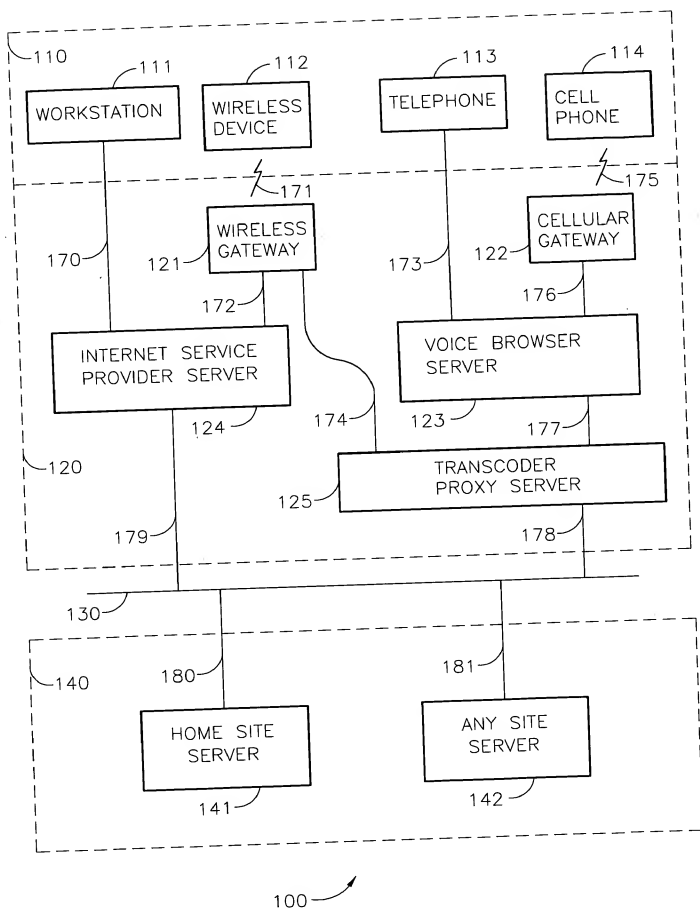 110
111
112
113
114
WORKSTATION
WIRELESS
DEVICE
TELEPHONE
CELL
PHONE
171
175
170
121
WIRELESS
GATEWAY
173
122
CELLULAR
GATEWAY
172
176
INTERNET SERVICE
PROVIDER SERVER
VOICE BROWSER
SERVER
124
174
123
177
120
125
TRANSCODER
PROXY SERVER
179
178
130
140
180
181
HOME SITE
SERVER
ANY SITE
SERVER
141
142
100